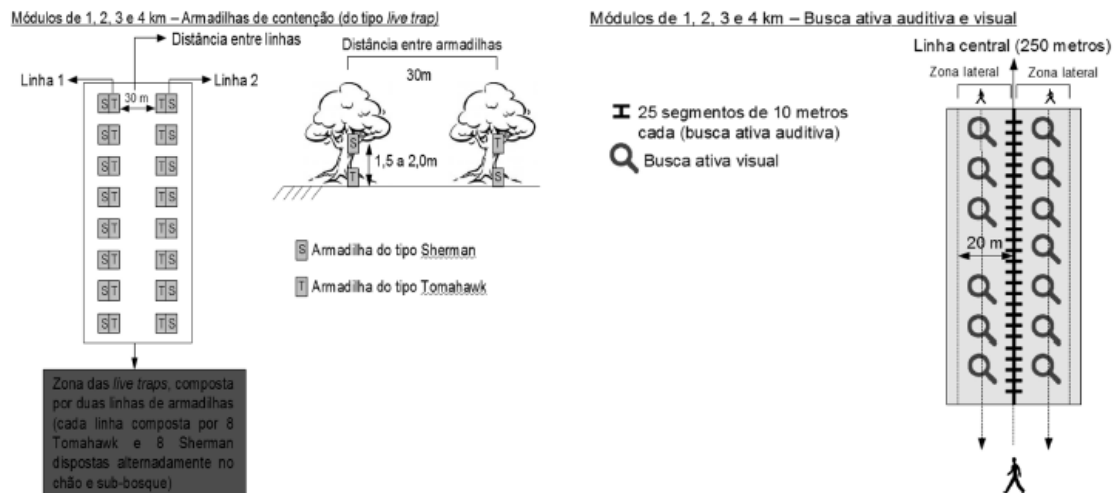 Módulos de 1, 2, 3 e 4 km – Armadilhas de contenção (do tipo live trap)
Distância entre linhas
Linha 1
Linha 2
30 m
S T T S
S T T S
S T T S
S T T S
S T T S
S T T S
S T T S
S T T S
Zona das live traps, composta
por duas linhas de armadilhas
(cada linha composta por 8
Tomahawk e 8 Sherman
dispostas alternadamente no
chão e sub-bosque)
Distância entre armadilhas
30m
S
T
1,5 a 2,0m
T
S
S Armadilha do tipo Sherman
T Armadilha do tipo Tomahawk
Módulos de 1, 2, 3 e 4 km – Busca ativa auditiva e visual
Linha central (250 metros)
Zona lateral
Zona lateral
25 segmentos de 10 metros
cada (busca ativa auditiva)
Busca ativa visual
20 m